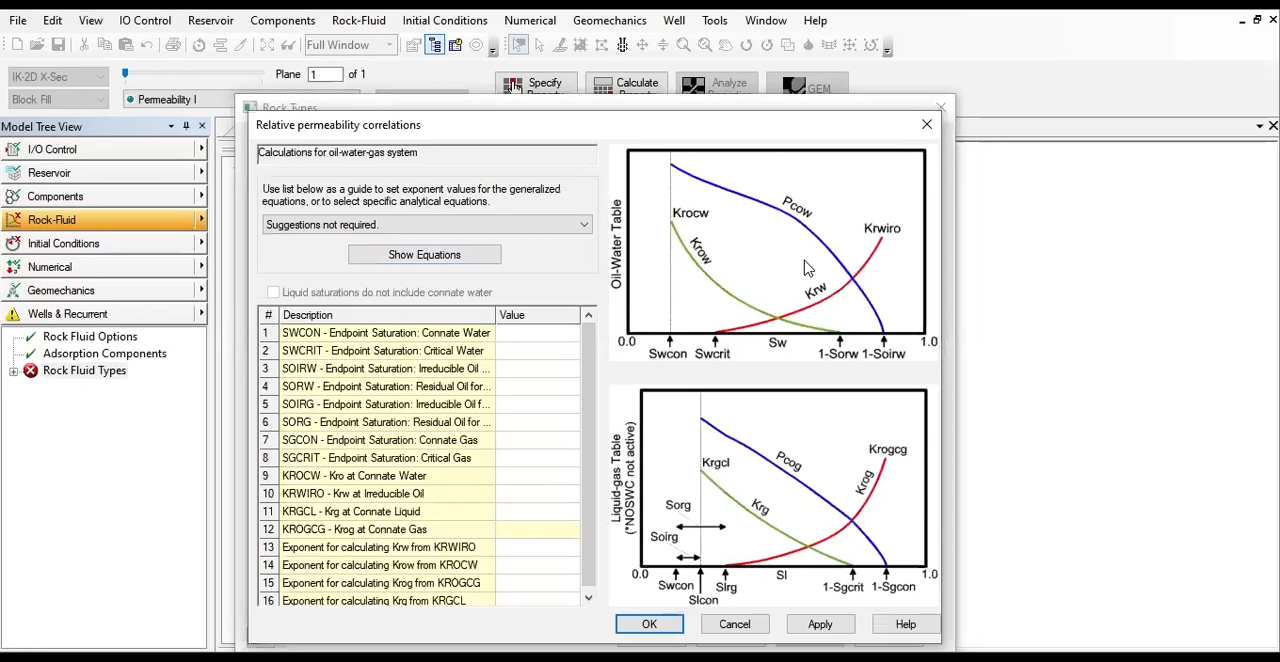 File Edit View IO Control Reservoir Components Rock-Fluid Initial Conditions Numerical Geomechanics Well Tools Window Help
Full Window
IK-2D X-Sec
Plane 1 of 1
Specify
Calculate
Analyze
GEM
Block Fill
Permeability I
Rock Types
Model Tree View
I/O Control
Reservoir
Components
Rock-Fluid
Initial Conditions
Numerical
Geomechanics
Wells & Recurrent
Rock Fluid Options
Adsorption Components
Rock Fluid Types
Relative permeability correlations
Calculations for oil-water-gas system
Use list below as a guide to set exponent values for the generalized
equations, or to select specific analytical equations.
Suggestions not required.
Show Equations
Liquid saturations do not include connate water
# Description Value
1 SWCON - Endpoint Saturation: Connate Water
2 SWCRIT - Endpoint Saturation: Critical Water
3 SOIRW - Endpoint Saturation: Irreducible Oil ...
4 SORW - Endpoint Saturation: Residual Oil for...
5 SOIRG - Endpoint Saturation: Irreducible Oil f...
6 SORG - Endpoint Saturation: Residual Oil for ...
7 SGCON - Endpoint Saturation: Connate Gas
8 SGCRIT - Endpoint Saturation: Critical Gas
9 KROCW - Kro at Connate Water
10 KRWIRO - Krw at Irreducible Oil
11 KRGCL - Krg at Connate Liquid
12 KROGCG - Krog at Connate Gas
13 Exponent for calculating Krw from KRWIRO
14 Exponent for calculating Krow from KROCW
15 Exponent for calculating Krog from KROGCG
16 Exponent for calculating Krg from KRGCL
Oil-Water Table
Krocw
Pcow
Krwiro
Krow
Krw
0.0 Sw 1.0
Swcon Swcrit 1-Sorw 1-Soirw
Liquid-gas Table
(*NOSWC not active)
Krgcl
Pcog
Krogcg
Krog
Krg
Sorg
Soirg
0.0 Sl 1.0
Swcon Slrg 1-Sgcrit 1-Sgcon
Slcon
OK Cancel Apply Help